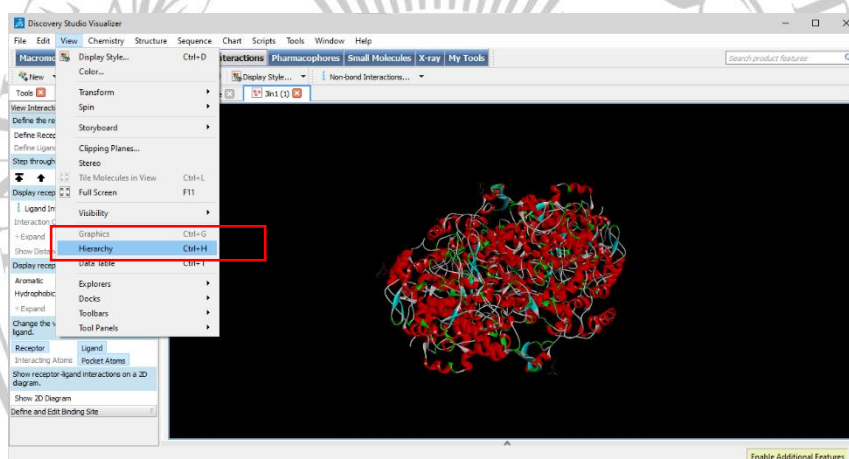 Discovery Studio Visualizer
File Edit View Chemistry Structure Sequence Chart Scripts Tools Window Help
Macromo
teractions Pharmacophores Small Molecules X-ray My Tools
Search product features
New
Display Style...
Non-bond Interactions...
Tools
3in1 (1)
Display Style... Ctrl+D
Color...
Transform
Spin
Storyboard
Clipping Planes...
Stereo
Tile Molecules in View Ctrl+L
Full Screen F11
Visibility
Graphics Ctrl+G
Hierarchy Ctrl+H
Data Table Ctrl+T
Explorers
Docks
Toolbars
Tool Panels
View Interacti
Define the re
Define Recep
Define Ligan
Step through
Display recep
Ligand In
Interaction C
+ Expand
Show Distan
Display recep
Aromatic
Hydrophobic
+ Expand
Change the v
ligand.
Receptor Ligand
Interacting Atoms Pocket Atoms
Show receptor-ligand interactions on a 2D
diagram.
Show 2D Diagram
Define and Edit Binding Site
Enable Additional Features